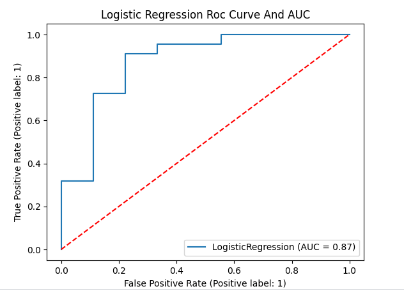 Logistic Regression Roc Curve And AUC
True Positive Rate (Positive label: 1)
1.0
0.8
0.6
0.4
0.2
0.0
LogisticRegression (AUC = 0.87)
0.0 0.2 0.4 0.6 0.8 1.0
False Positive Rate (Positive label: 1)